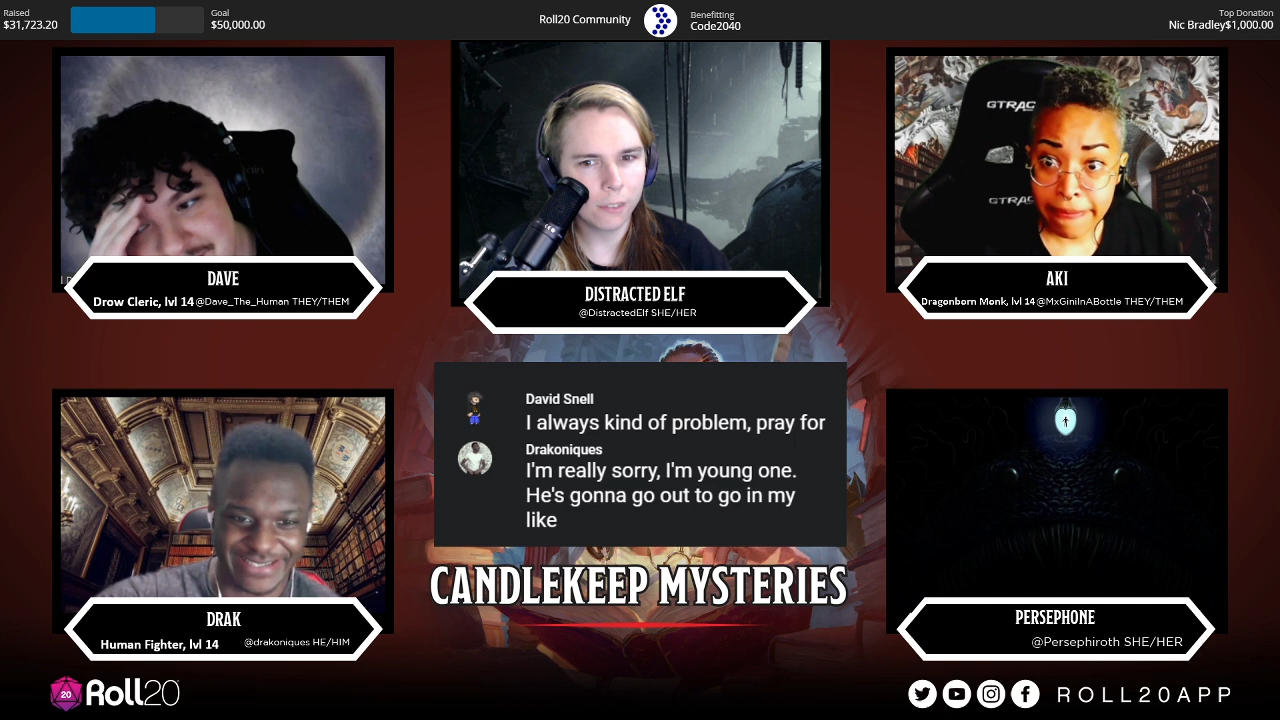 Raised
$31,723.20
Goal
$50,000.00
Roll20 Community
Benefitting
Code2040
Top Donation
Nic Bradley$1,000.00
GTRAC
GTRAC
DAVE
Drow Cleric, lvl 14 @Dave_The_Human THEY/THEM
DISTRACTED ELF
@DistractedElf SHE/HER
AKI
Dragonborn Monk, lvl 14 @MxGiniInABottle THEY/THEM
David Snell
I always kind of problem, pray for
Drakoniques
I'm really sorry, I'm young one.
He's gonna go out to go in my
like
CANDLEKEEP MYSTERIES
DRAK
Human Fighter, lvl 14 @drakoniques HE/HIM
PERSEPHONE
@Persephiroth SHE/HER
20 Roll20
ROLL20APP